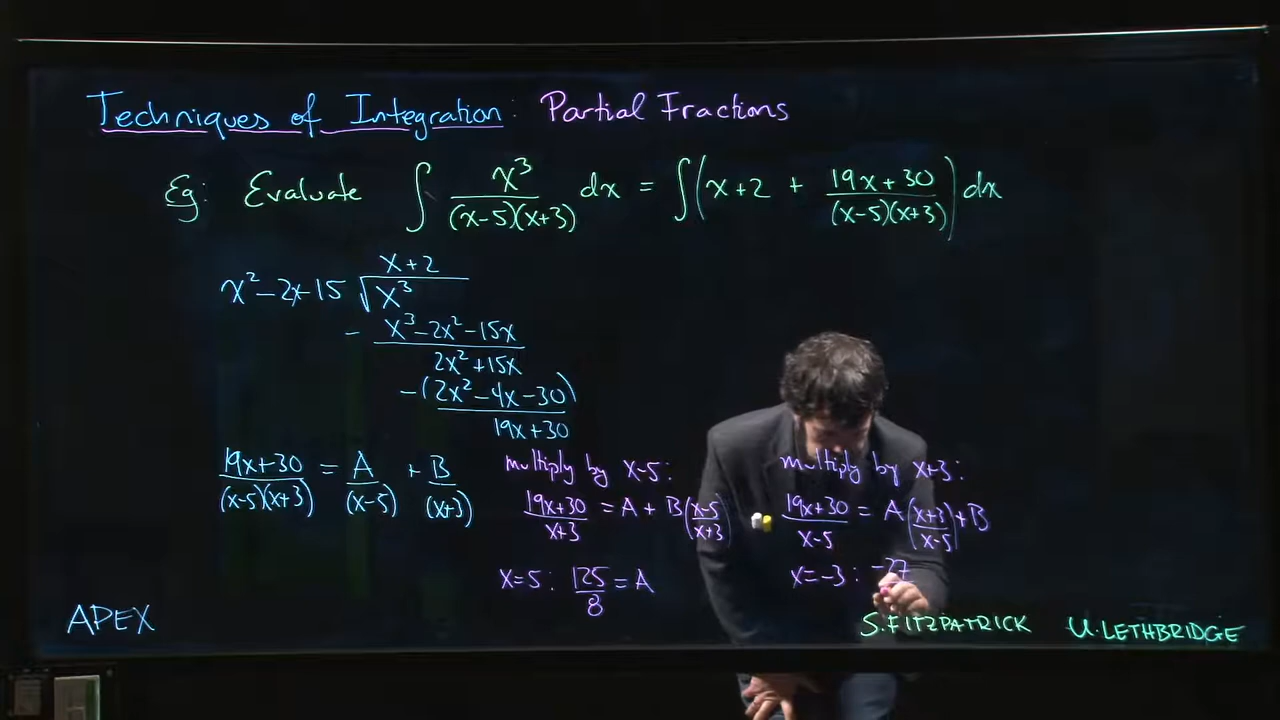 Techniques of Integration: Partial Fractions
Eg: Evaluate ∫ x³/((x-5)(x+3)) dx = ∫(x+2 + (19x+30)/((x-5)(x+3))) dx
x+2
x²-2x-15 √x³
- x³-2x²-15x
2x²+15x
-(2x²-4x-30)
19x+30
(19x+30)/((x-5)(x+3)) = A/(x-5) + B/(x+3)
multiply by x-5:
(19x+30)/(x+3) = A + B((x-5)/(x+3))
x=5: 125/8 = A
multiply by x+3:
(19x+30)/(x-5) = A((x+3)/(x-5)) + B
x=-3: -27
APEX
S.FITZPATRICK U.LETHBRIDGE